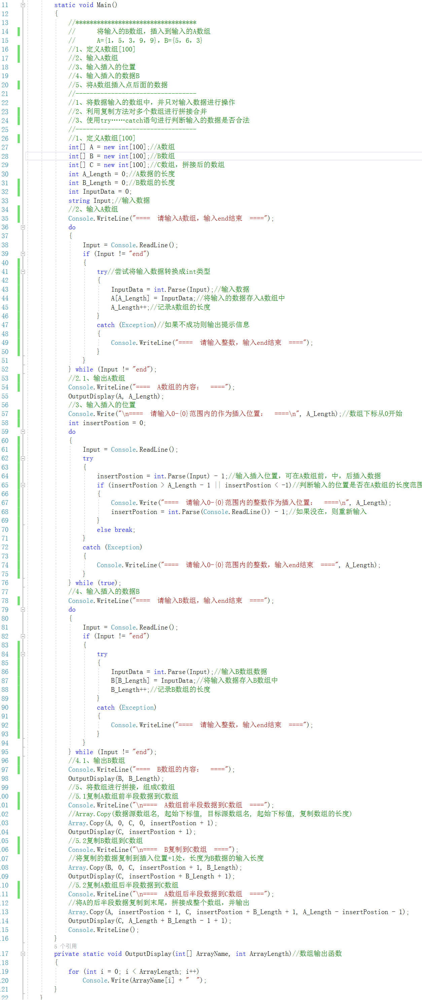 11 static void Main()
12 {
13 //**********************************
14 //      将输入的B数组，插入到输入的A数组
15 //      A={1，5，3，9，9}，B={5，6，3}
16 //1、定义A数组[100]
17 //2、输入A数组
18 //3、输入插入的位置
19 //4、输入插入的数据B
20 //5、将A数组插入点后面的数据
21 //----------------------------------
22 //1、将数据输入的数组中，并只对输入数据进行操作
23 //2、利用复制方法对多个数组进行拼接合并
24 //3、使用try……catch语句进行判断输入的数据是否合法
25 //----------------------------------
26 //1、定义A数组[100]
27 int[] A = new int[100];//A数组
28 int[] B = new int[100];//B数组
29 int[] C = new int[100];//C数组，拼接后的数组
30 int A_Length = 0;//A数据的长度
31 int B_Length = 0;//B数组的长度
32 int InputData = 0;
33 string Input;//输入数据
34 //2、输入A数组
35 Console.WriteLine("====  请输入A数组，输入end结束  ====");
36 do
37 {
38 Input = Console.ReadLine();
39 if (Input != "end")
40 {
41 try//尝试将输入数据转换成int类型
42 {
43 InputData = int.Parse(Input);//输入数据
44 A[A_Length] = InputData;//将输入的数据存入A数组中
45 A_Length++;//记录A数组的长度
46 }
47 catch (Exception)//如果不成功则输出提示信息
48 {
49 Console.WriteLine("====  请输入整数，输入end结束  ====");
50 }
51 }
52 } while (Input != "end");
53 //2.1、输出A数组
54 Console.WriteLine("====  A数组的内容：  ====");
55 OutputDisplay(A, A_Length);
56 //3、输入插入的位置
57 Console.Write("\n====  请输入0-{0}范围内的作为插入位置：  ====\n", A_Length);//数组下标从0开始
58 int insertPostion = 0;
59 do
60 {
61 Input = Console.ReadLine();
62 try
63 {
64 insertPostion = int.Parse(Input) - 1;//输入插入位置，可在A数组前，中，后插入数据
65 if (insertPostion > A_Length - 1 || insertPostion < -1)//判断输入的位置是否在A数组的长度范围
66 {
67 Console.Write("====  请输入0-{0}范围内的整数作为插入位置：  ====\n", A_Length);
68 insertPostion = int.Parse(Console.ReadLine()) - 1;//如果没在，则重新输入
69 }
70 else break;
71 }
72 catch (Exception)
73 {
74 Console.WriteLine("====  请输入0-{0}范围内的整数，输入end结束  ====", A_Length);
75 }
76 } while (true);
77 //4、输入插入的数据B
78 Console.WriteLine("====  请输入B数组，输入end结束  ====");
79 do
80 {
81 Input = Console.ReadLine();
82 if (Input != "end")
83 {
84 try
85 {
86 InputData = int.Parse(Input);//输入B数组数据
87 B[B_Length] = InputData;//将输入数据存入B数组中
88 B_Length++;//记录B数组的长度
89 }
90 catch (Exception)
91 {
92 Console.WriteLine("====  请输入整数，输入end结束  ====");
93 }
94 }
95 } while (Input != "end");
96 //4.1、输出B数组
97 Console.WriteLine("====  B数组的内容：  ====");
98 OutputDisplay(B, B_Length);
99 //5、将数组进行拼接，组成C数组
100 //5.1复制A数组前半段数据到C数组
101 Console.WriteLine("\n====  A数组前半段数据到C数组  ====");
102 //Array.Copy(数据源数组名, 起始下标值, 目标源数组名, 起始下标值, 复制数组的长度)
103 Array.Copy(A, 0, C, 0, insertPostion + 1);
104 OutputDisplay(C, insertPostion + 1);
105 //5.2复制B数组到C数组
106 Console.WriteLine("\n====  B复制到C数组  ====");
107 //将复制的数据复制到插入位置+1处，长度为B数据的输入长度
108 Array.Copy(B, 0, C, insertPostion + 1, B_Length);
109 OutputDisplay(C, insertPostion + B_Length + 1);
110 //5.2复制A数组后半段数据到C数组
111 Console.WriteLine("\n====  A数组后半段数据到C数组  ====");
112 //将A的后半段数据复制到末尾，拼接成整个数组，并输出
113 Array.Copy(A, insertPostion + 1, C, insertPostion + B_Length + 1, A_Length - insertPostion - 1);
114 OutputDisplay(C, A_Length + B_Length - 1 + 1);
115 Console.WriteLine();
116 }
5 个引用
117 private static void OutputDisplay(int[] ArrayName, int ArrayLength)//数组输出函数
118 {
119 for (int i = 0; i < ArrayLength; i++)
120 Console.Write(ArrayName[i] + "  ");
121 }
22 }